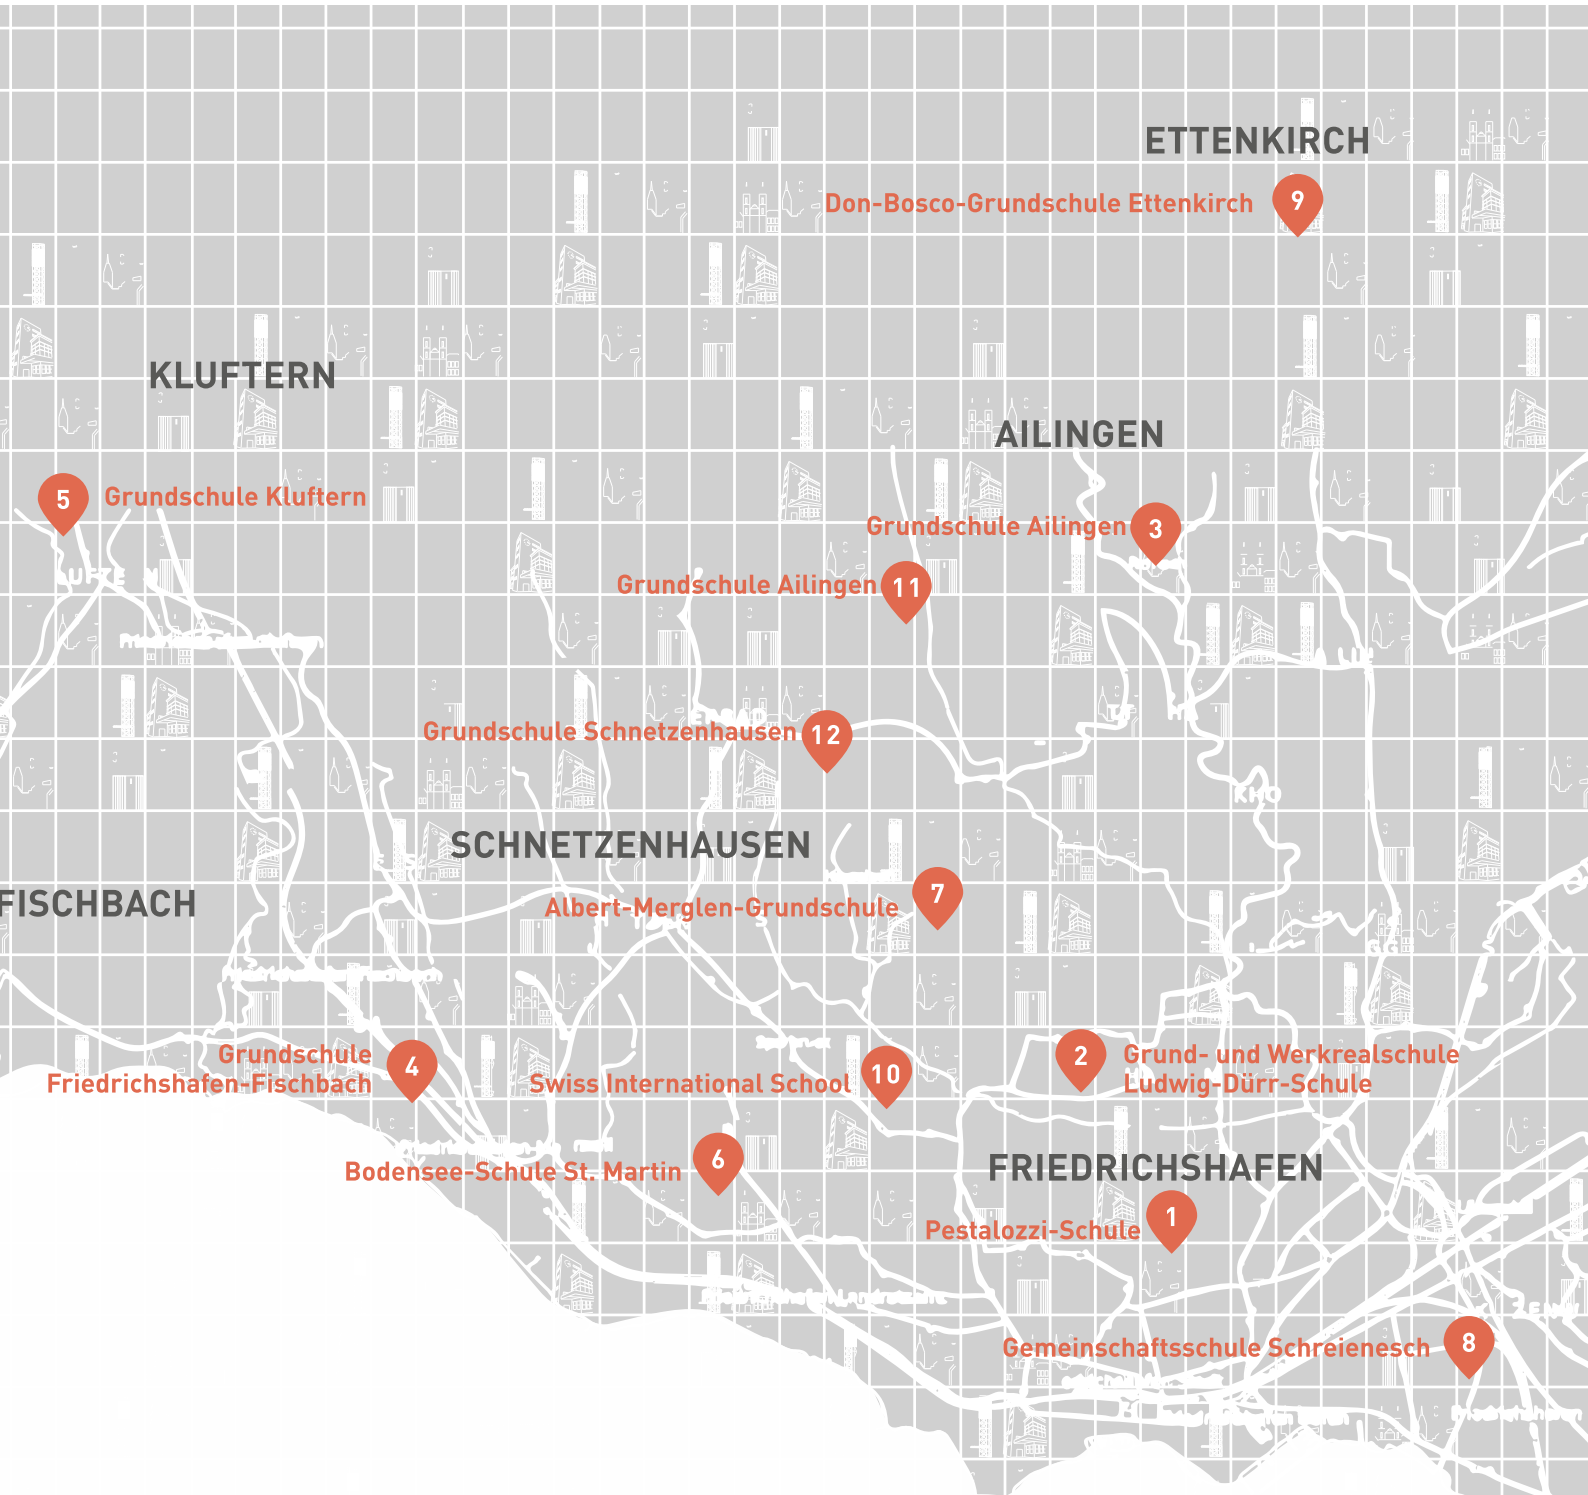 ETTENKIRCH
Don-Bosco-Grundschule Ettenkirch
9
KLUFTERN
AILINGEN
5
Grundschule Kluftern
Grundschule Ailingen
3
Grundschule Ailingen
11
Grundschule Schnetzenhausen
12
SCHNETZENHAUSEN
FISCHBACH
7
Albert-Merglen-Grundschule
Grundschule
Friedrichshafen-Fischbach
4
Swiss International School
10
2
Grund- und Werkrealschule
Ludwig-Dürr-Schule
Bodensee-Schule St. Martin
6
FRIEDRICHSHAFEN
Pestalozzi-Schule
1
Gemeinschaftsschule Schreienesch
8